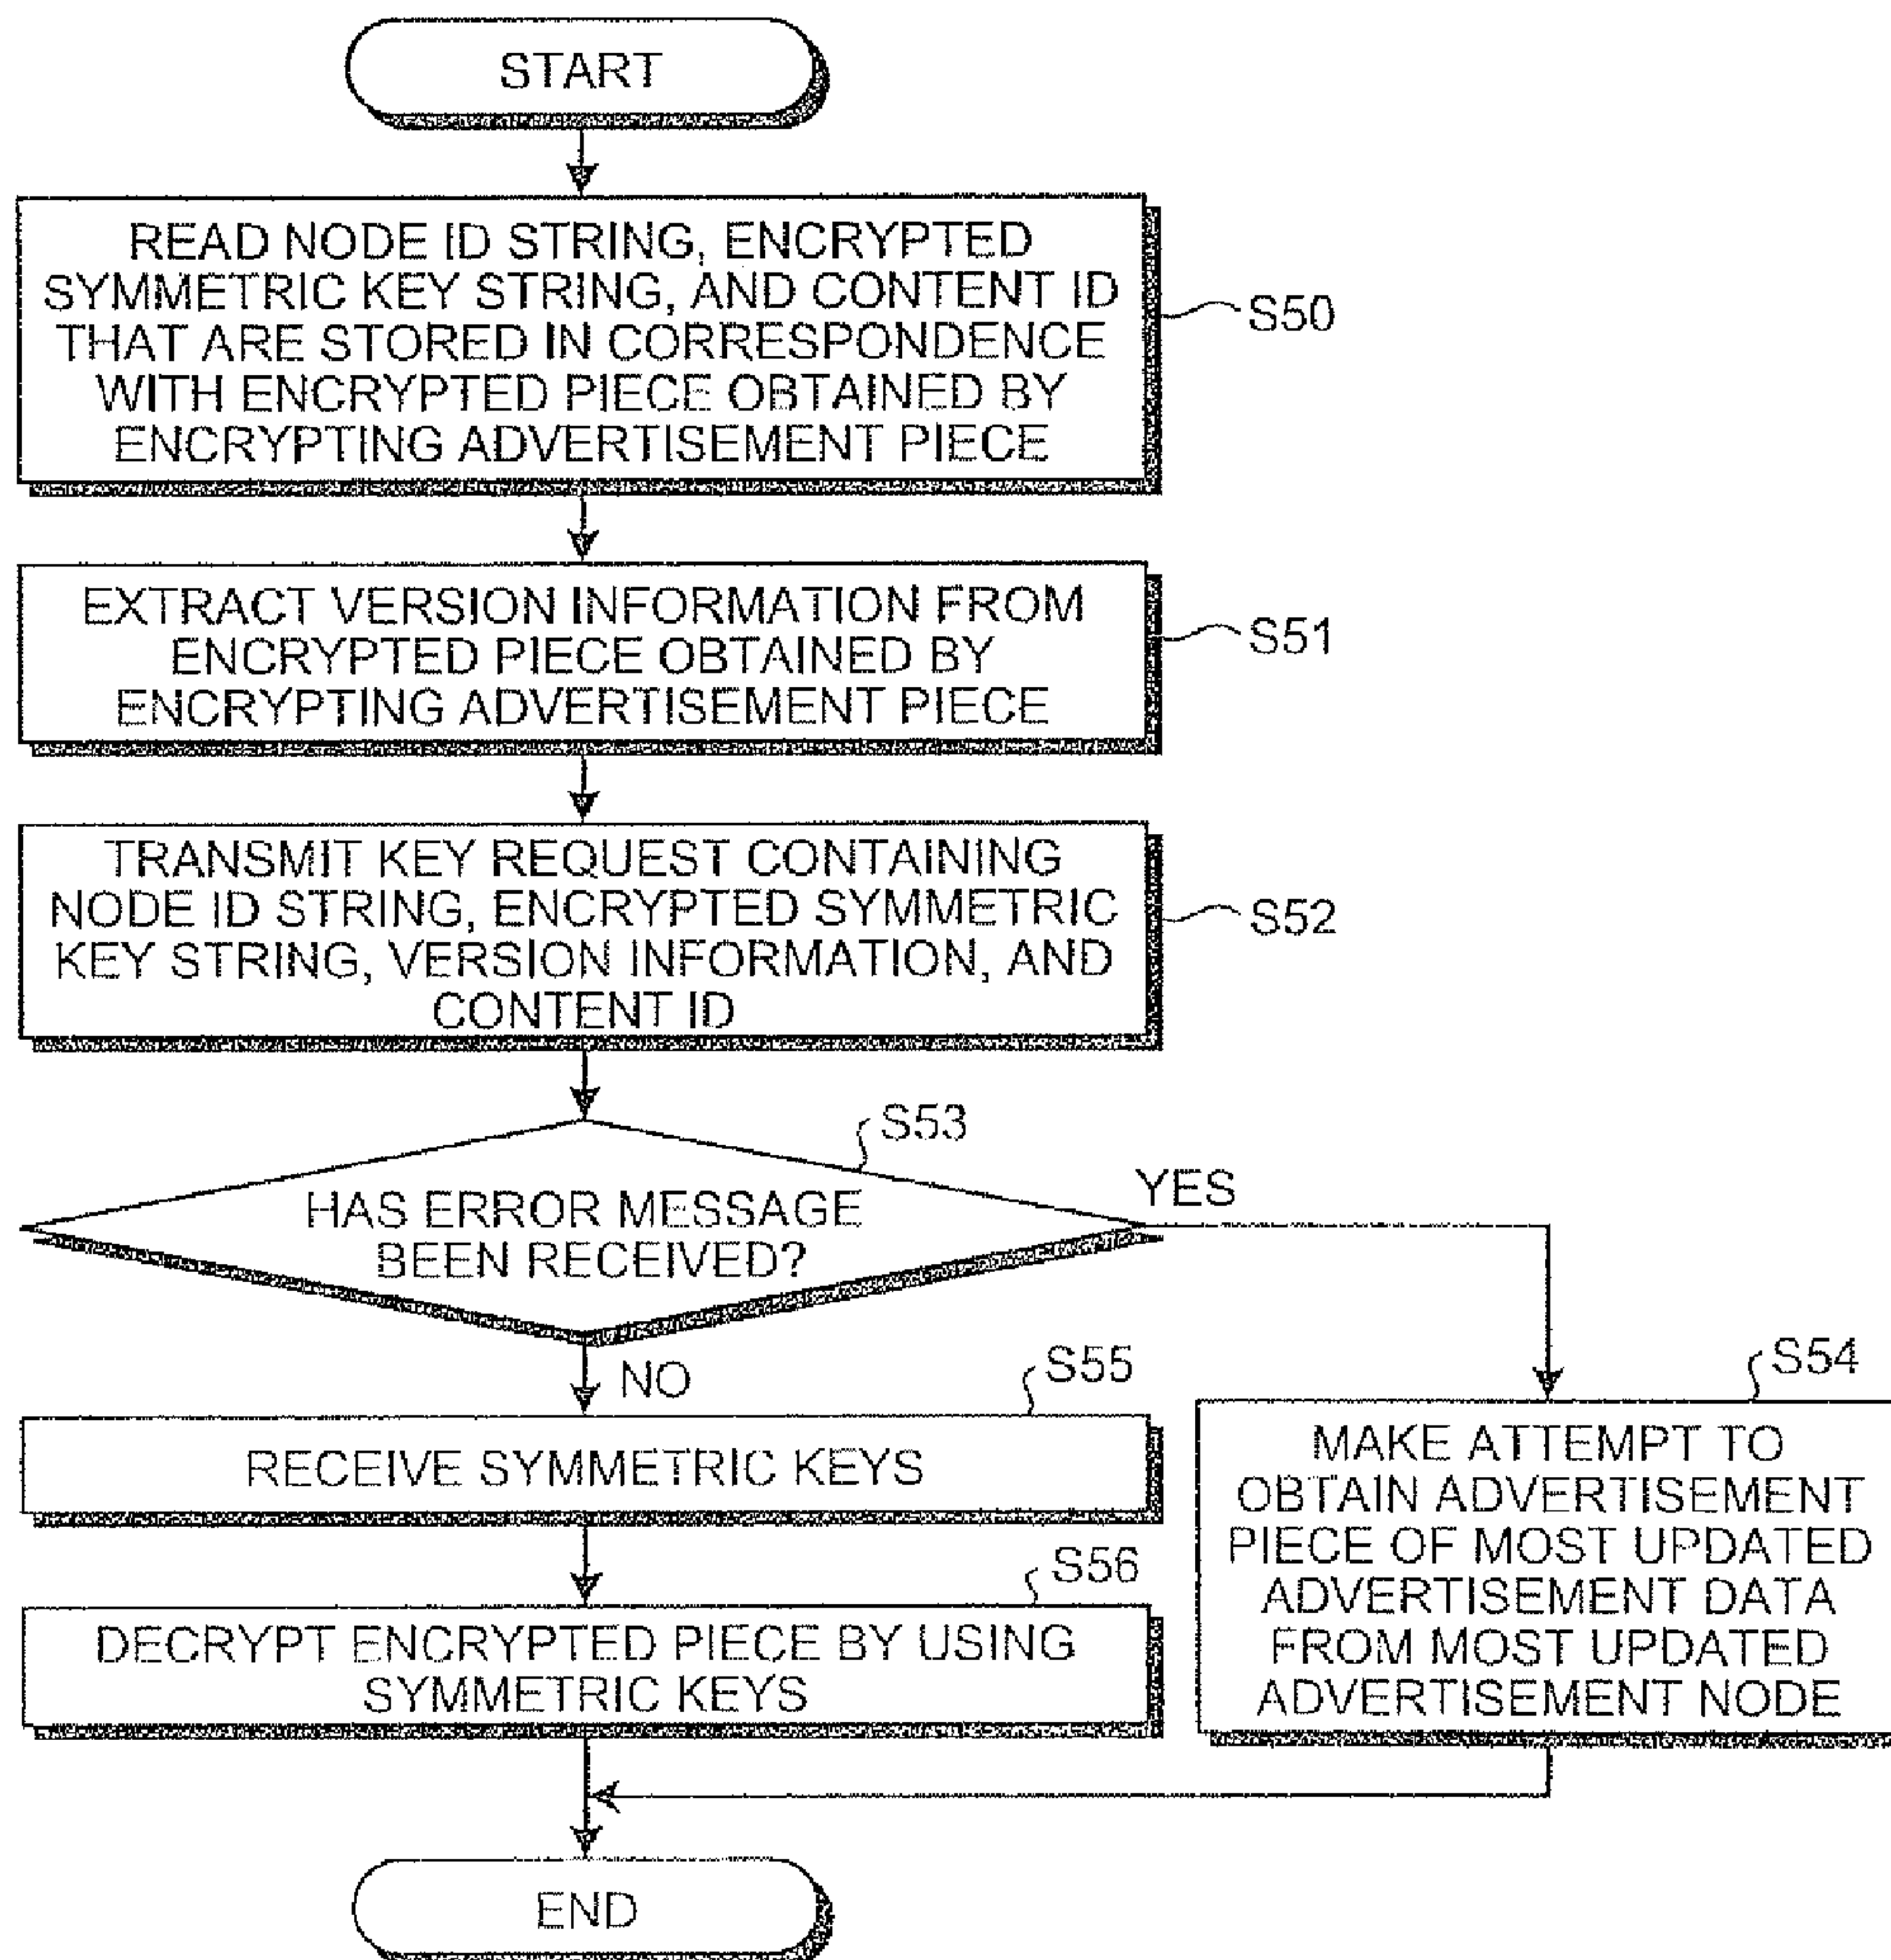 START
READ NODE ID STRING, ENCRYPTED
SYMMETRIC KEY STRING, AND CONTENT ID
THAT ARE STORED IN CORRESPONDENCE
WITH ENCRYPTED PIECE OBTAINED BY
ENCRYPTING ADVERTISEMENT PIECE
S50
EXTRACT VERSION INFORMATION FROM
ENCRYPTED PIECE OBTAINED BY
ENCRYPTING ADVERTISEMENT PIECE
S51
TRANSMIT KEY REQUEST CONTAINING
NODE ID STRING, ENCRYPTED SYMMETRIC
KEY STRING, VERSION INFORMATION, AND
CONTENT ID
S52
S53
HAS ERROR MESSAGE
BEEN RECEIVED?
YES
NO
S55
RECEIVE SYMMETRIC KEYS
S56
DECRYPT ENCRYPTED PIECE BY USING
SYMMETRIC KEYS
S54
MAKE ATTEMPT TO
OBTAIN ADVERTISEMENT
PIECE OF MOST UPDATED
ADVERTISEMENT DATA
FROM MOST UPDATED
ADVERTISEMENT NODE
END